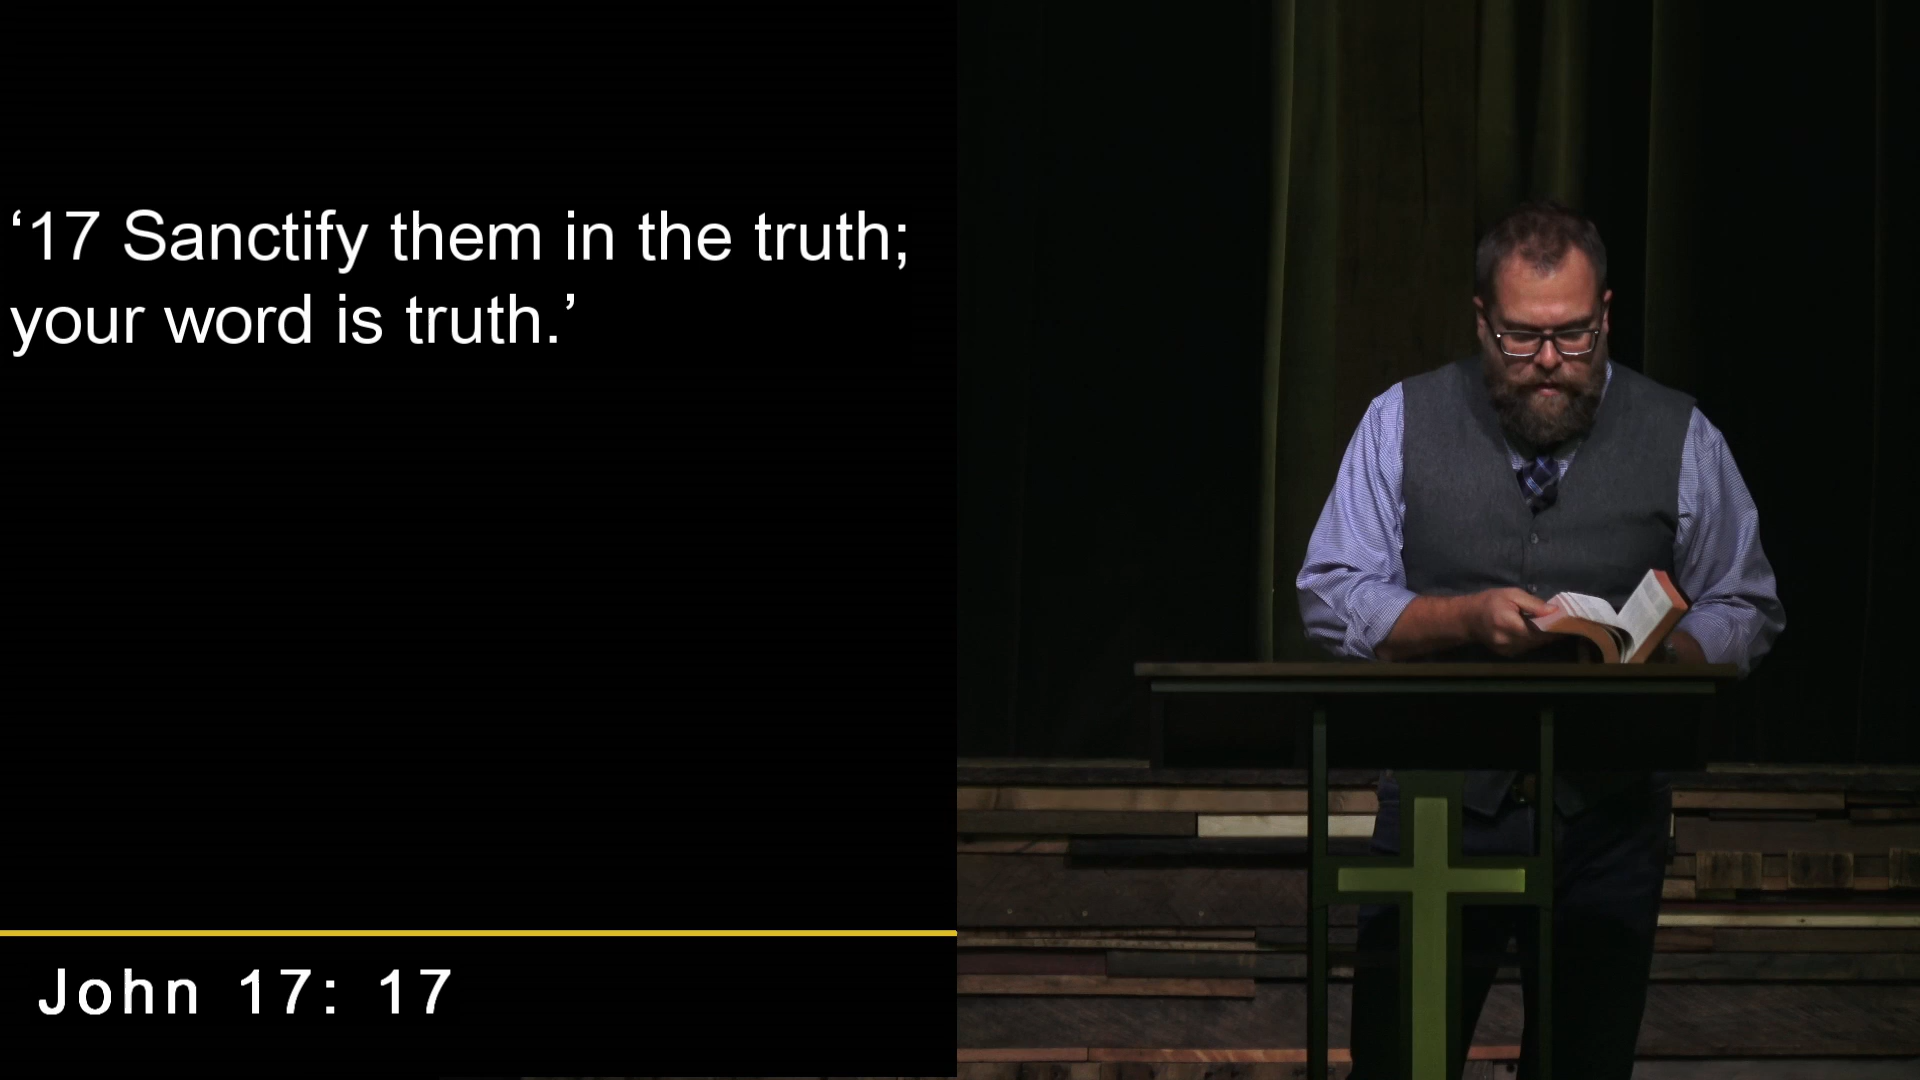 ‘17 Sanctify them in the truth;
your word is truth.’
John 17: 17